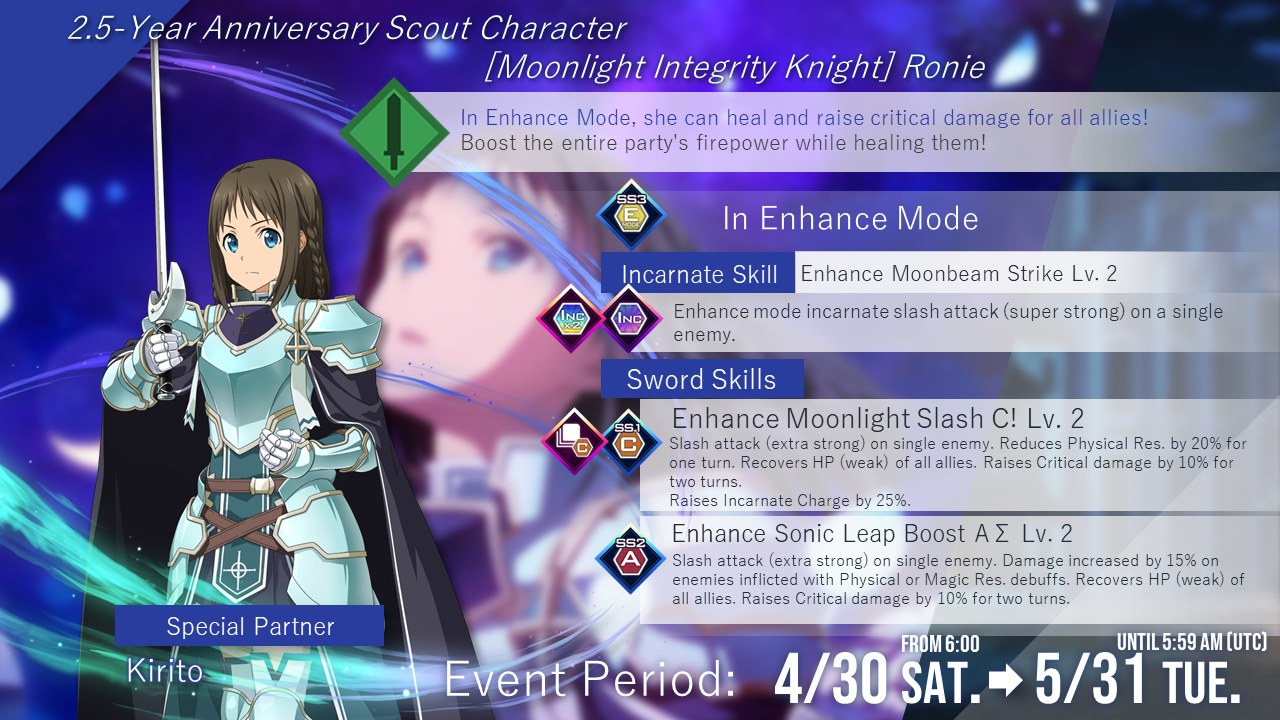 2.5-Year Anniversary Scout Character
[Moonlight Integrity Knight] Ronie
In Enhance Mode, she can heal and raise critical damage for all allies!
Boost the entire party's firepower while healing them!
SS3
E
MODE
In Enhance Mode
Incarnate Skill
Enhance Moonbeam Strike Lv. 2
INC
x2
INC
Enhance mode incarnate slash attack (super strong) on a single
enemy.
Sword Skills
C
SS1
C
Enhance Moonlight Slash C! Lv. 2
Slash attack (extra strong) on single enemy. Reduces Physical Res. by 20% for
one turn. Recovers HP (weak) of all allies. Raises Critical damage by 10% for
two turns.
Raises Incarnate Charge by 25%.
SS2
A
Enhance Sonic Leap Boost AΣ Lv. 2
Slash attack (extra strong) on single enemy. Damage increased by 15% on
enemies inflicted with Physical or Magic Res. debuffs. Recovers HP (weak) of
all allies. Raises Critical damage by 10% for two turns.
Special Partner
Kirito
Event Period:
FROM 6:00
4/30 SAT. ➡ 5/31 TUE.
UNTIL 5:59 AM (UTC)